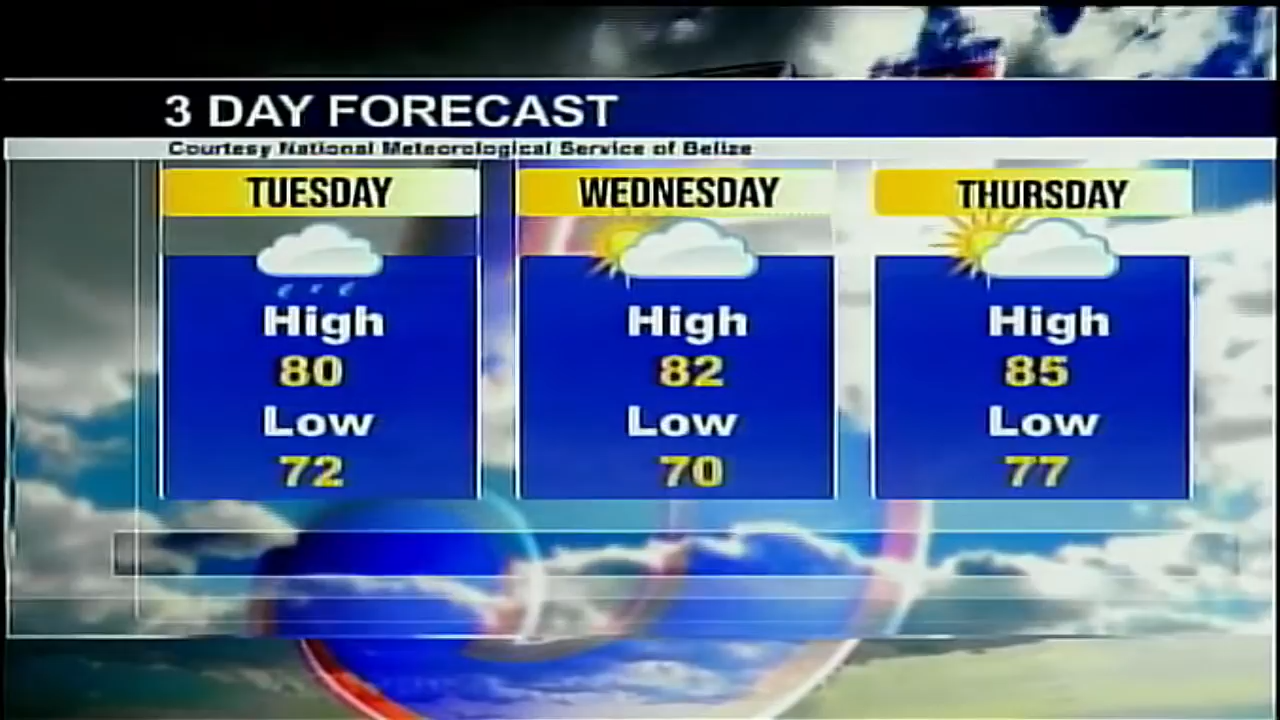 3 DAY FORECAST
Courtesy National Meteorological Service of Belize
TUESDAY
High
80
Low
72
WEDNESDAY
High
82
Low
70
THURSDAY
High
85
Low
77